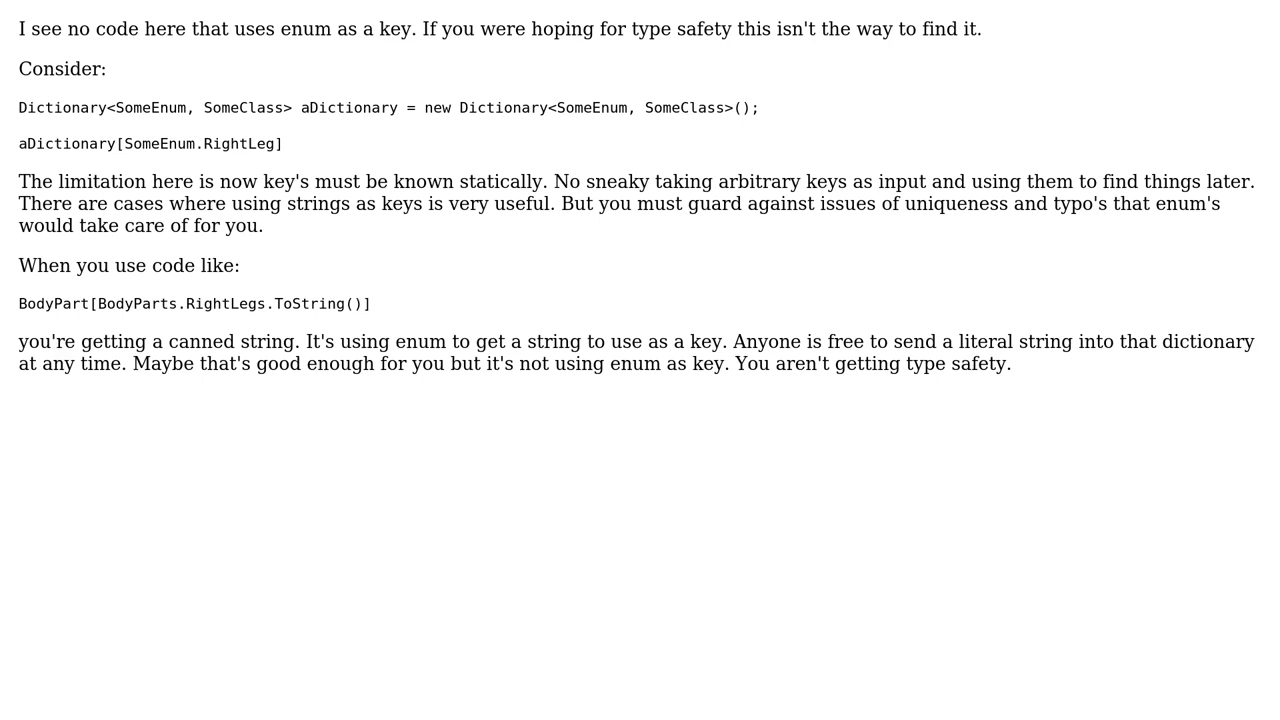 I see no code here that uses enum as a key. If you were hoping for type safety this isn't the way to find it.
Consider:
Dictionary<SomeEnum, SomeClass> aDictionary = new Dictionary<SomeEnum, SomeClass>();
aDictionary[SomeEnum.RightLeg]
The limitation here is now key's must be known statically. No sneaky taking arbitrary keys as input and using them to find things later.
There are cases where using strings as keys is very useful. But you must guard against issues of uniqueness and typo's that enum's
would take care of for you.
When you use code like:
BodyPart[BodyParts.RightLegs.ToString()]
you're getting a canned string. It's using enum to get a string to use as a key. Anyone is free to send a literal string into that dictionary
at any time. Maybe that's good enough for you but it's not using enum as key. You aren't getting type safety.